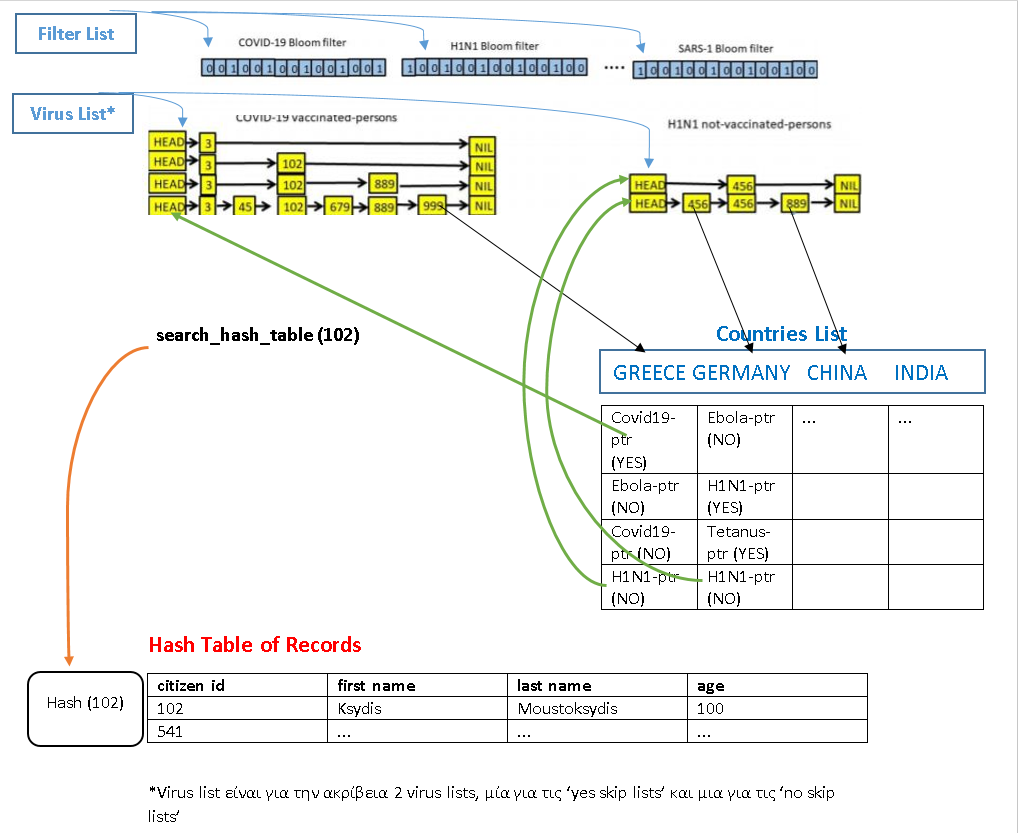 Filter List
COVID-19 Bloom filter
H1N1 Bloom filter
SARS-1 Bloom filter
0 0 1 0 0 1 0 0 1 0 0 1 0 0 1
1 0 0 1 0 0 1 0 0 1 0 0 1 0 0
....
1 0 0 1 0 0 1 0 0 1 0 0 1 0 0
Virus List*
COVID-19 vaccinated-persons
H1N1 not-vaccinated-persons
HEAD 3 NIL
HEAD 3 102 NIL
HEAD 3 102 889 NIL
HEAD 3 45 102 679 889 999 NIL
HEAD 456 NIL
HEAD 456 456 889 NIL
search_hash_table (102)
Countries List
GREECE GERMANY CHINA INDIA
Covid19-ptr (YES) Ebola-ptr (NO) ... ...
Ebola-ptr (NO) H1N1-ptr (YES)
Covid19-ptr (NO) Tetanus-ptr (YES)
H1N1-ptr (NO) H1N1-ptr (NO)
Hash Table of Records
Hash (102)
citizen id first name last name age
102 Ksydis Moustoksydis 100
541 ... ... ...
*Virus list είναι για την ακρίβεια 2 virus lists, μία για τις ‘yes skip lists’ και μια για τις ‘no skip
lists’